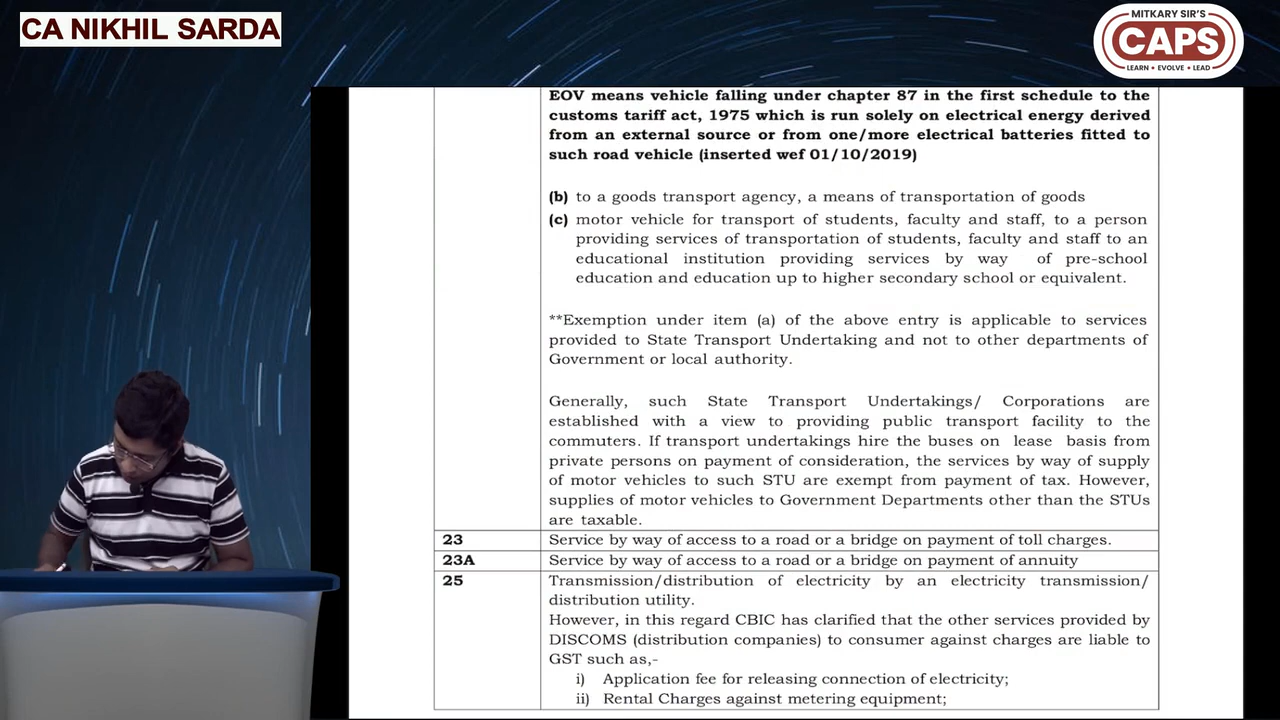 CA NIKHIL SARDA
MITKARY SIR'S
CAPS
LEARN • EVOLVE • LEAD
EOV means vehicle falling under chapter 87 in the first schedule to the
customs tariff act, 1975 which is run solely on electrical energy derived
from an external source or from one/more electrical batteries fitted to
such road vehicle (inserted wef 01/10/2019)
(b) to a goods transport agency, a means of transportation of goods
(c) motor vehicle for transport of students, faculty and staff, to a person
providing services of transportation of students, faculty and staff to an
educational institution providing services by way of pre-school
education and education up to higher secondary school or equivalent.
**Exemption under item (a) of the above entry is applicable to services
provided to State Transport Undertaking and not to other departments of
Government or local authority.
Generally, such State Transport Undertakings/ Corporations are
established with a view to providing public transport facility to the
commuters. If transport undertakings hire the buses on lease basis from
private persons on payment of consideration, the services by way of supply
of motor vehicles to such STU are exempt from payment of tax. However,
supplies of motor vehicles to Government Departments other than the STUs
are taxable.
23 Service by way of access to a road or a bridge on payment of toll charges.
23A Service by way of access to a road or a bridge on payment of annuity
25 Transmission/distribution of electricity by an electricity transmission/
distribution utility.
However, in this regard CBIC has clarified that the other services provided by
DISCOMS (distribution companies) to consumer against charges are liable to
GST such as,-
i) Application fee for releasing connection of electricity;
ii) Rental Charges against metering equipment;